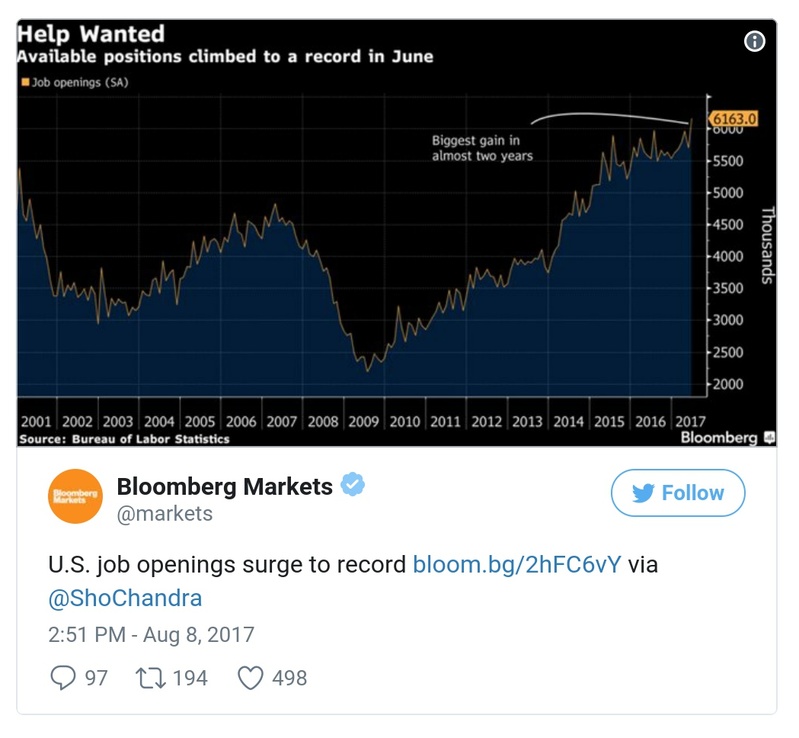 Help Wanted
Available positions climbed to a record in June
Job openings (SA)
6163.0
6000
Biggest gain in
almost two years
5500
5000
4500
4000
3500
3000
2500
2000
Thousands
2001 2002 2003 2004 2005 2006 2007 2008 2009 2010 2011 2012 2013 2014 2015 2016 2017
Source: Bureau of Labor Statistics
Bloomberg
Bloomberg
Markets
Bloomberg Markets
@markets
Follow
U.S. job openings surge to record bloom.bg/2hFC6vY via
@ShoChandra
2:51 PM - Aug 8, 2017
97 194 498